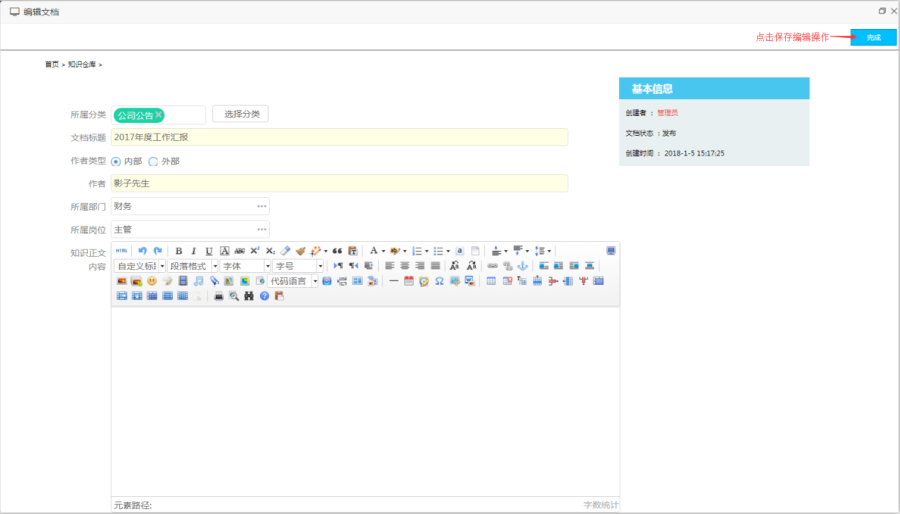 编辑文档
点击保存编辑操作
完成
首页 > 知识仓库 >
基本信息
创建者 ： 管理员
文档状态 ：发布
创建时间 ： 2018-1-5 15:17:25
所属分类 公司公告 选择分类
文档标题 2017年度工作汇报
作者类型 内部 外部
作者 影子先生
所属部门 财务
所属岗位 主管
知识正文内容
HTML B I U A ABC X² X₂
自定义标题 段落格式 字体 字号
代码语言
元素路径: 字数统计